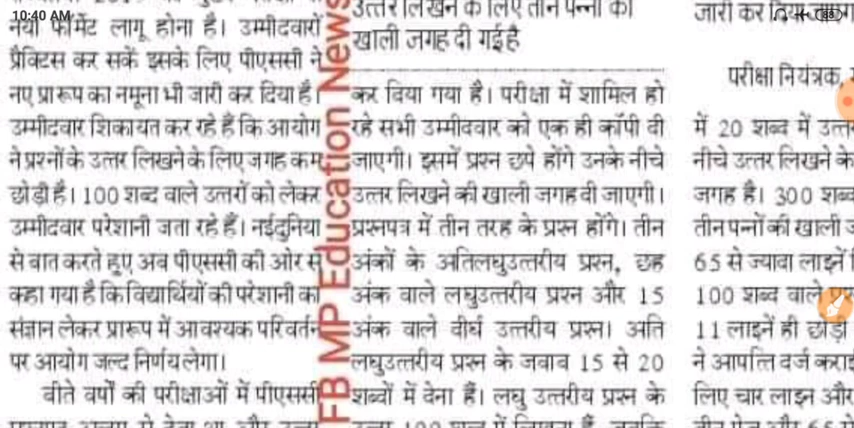 10:40 AM
नया फॉर्मेट लागू होना है। उम्मीदवारों
प्रैक्टिस कर सकें इसके लिए पीएससी ने
नए प्रारूप का नमूना भी जारी कर दिया है।
उम्मीदवार शिकायत कर रहे हैं कि आयोग
ने प्रश्नों के उत्तर लिखने के लिए जगह कम
छोड़ी है। 100 शब्द वाले उत्तरों को लेकर
उम्मीदवार परेशानी जता रहे हैं। नईदुनिया
से बात करते हुए अब पीएससी की ओर से
कहा गया है कि विद्यार्थियों की परेशानी का
संज्ञान लेकर प्रारूप में आवश्यक परिवर्तन
पर आयोग जल्द निर्णय लेगा।
बीते वर्षों की परीक्षाओं में पीएससी
FB MP Education News
उत्तर लिखने के लिए तीन पन्नों की
खाली जगह दी गई है
कर दिया गया है। परीक्षा में शामिल हो
रहे सभी उम्मीदवार को एक ही कॉपी दी
जाएगी। इसमें प्रश्न छपे होंगे उनके नीचे
उत्तर लिखने की खाली जगह दी जाएगी।
प्रश्नपत्र में तीन तरह के प्रश्न होंगे। तीन
अंकों के अतिलघुउत्तरीय प्रश्न, छह
अंक वाले लघुउत्तरीय प्रश्न और 15
अंक वाले दीर्घ उत्तरीय प्रश्न। अति
लघुउत्तरीय प्रश्न के जवाब 15 से 20
शब्दों में देना हैं। लघु उत्तरीय प्रश्न के
जारी कर दिया
परीक्षा नियंत्रक,
में 20 शब्द में
नीचे उत्तर लिखने के
जगह है। 300 शब्द
तीन पन्नों की खाली
65 से ज्यादा लाइनें
100 शब्द वाले
11 लाइनें ही छोड़ी
ने आपत्ति दर्ज
लिए चार लाइन और